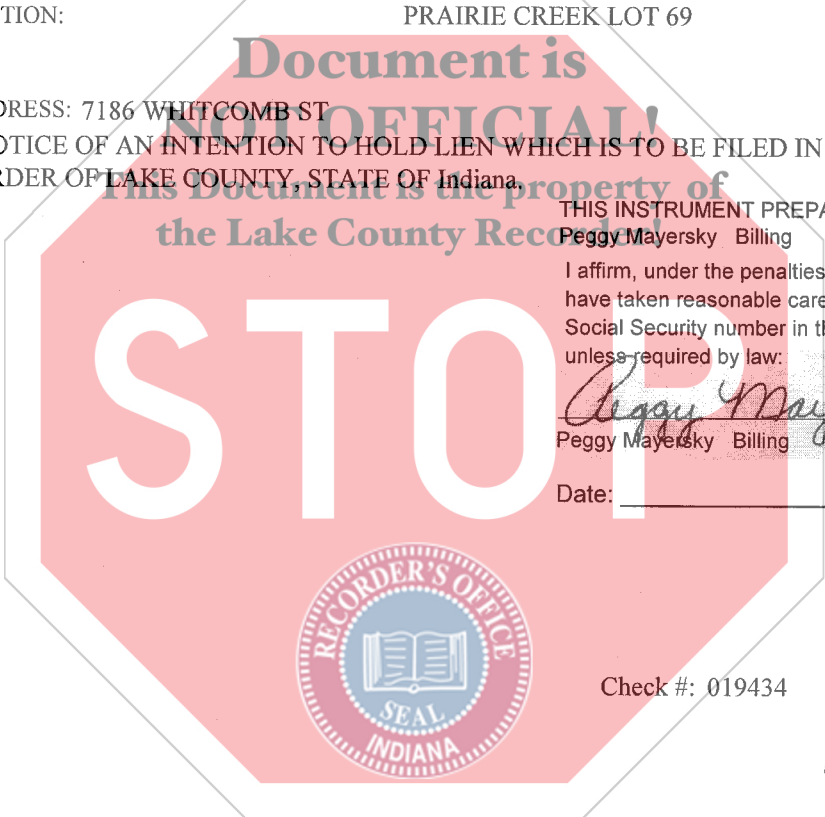 TION: PRAIRIE CREEK LOT 69
Document is
DRESS: 7186 WHITCOMB ST
NOT OFFICIAL!
OTICE OF AN INTENTION TO HOLD LIEN WHICH IS TO BE FILED IN
RDER OF LAKE COUNTY, STATE OF Indiana.
This Document is the property of
the Lake County Recorder!
THIS INSTRUMENT PREPA
Peggy Mayersky Billing
I affirm, under the penalties
have taken reasonable care
Social Security number in th
unless required by law:
STOP
Peggy May
Peggy Mayersky Billing
Date:
RECORDER'S OFFICE
SEAL
INDIANA
Check #: 019434